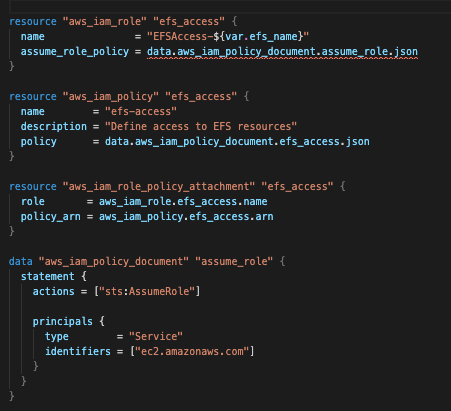 resource "aws_iam_role" "efs_access" {
  name               = "EFSAccess-${var.efs_name}"
  assume_role_policy = data.aws_iam_policy_document.assume_role.json
}

resource "aws_iam_policy" "efs_access" {
  name        = "efs-access"
  description = "Define access to EFS resources"
  policy      = data.aws_iam_policy_document.efs_access.json
}

resource "aws_iam_role_policy_attachment" "efs_access" {
  role       = aws_iam_role.efs_access.name
  policy_arn = aws_iam_policy.efs_access.arn
}

data "aws_iam_policy_document" "assume_role" {
  statement {
    actions = ["sts:AssumeRole"]

    principals {
      type        = "Service"
      identifiers = ["ec2.amazonaws.com"]
    }
  }
}